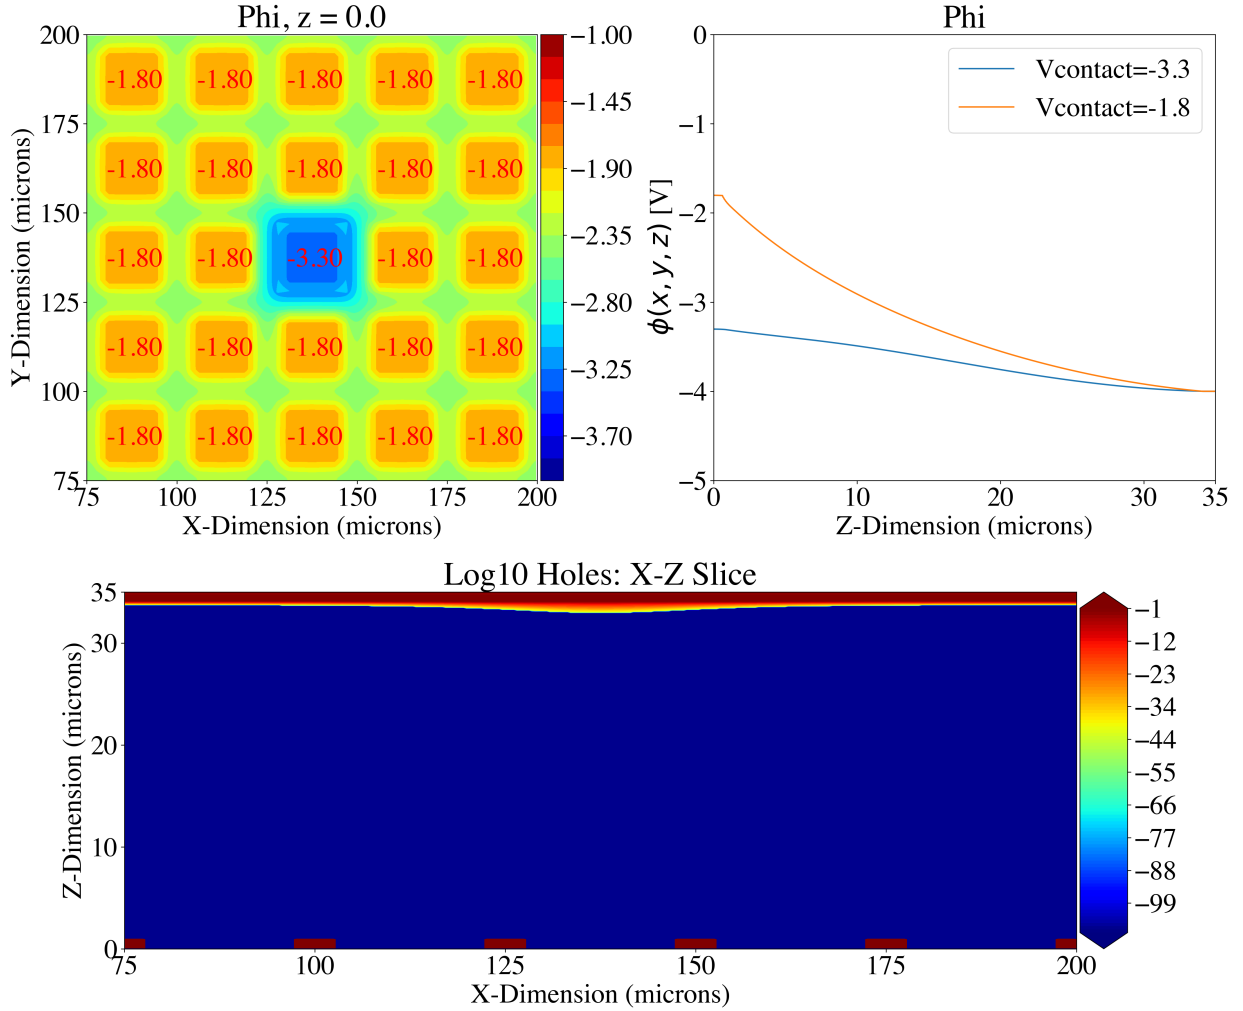 Phi, z = 0.0
Y-Dimension (microns)
200
175
150
125
100
75
-1.80 -1.80 -1.80 -1.80 -1.80
-1.80 -1.80 -1.80 -1.80 -1.80
-1.80 -1.80 -3.30 -1.80 -1.80
-1.80 -1.80 -1.80 -1.80 -1.80
-1.80 -1.80 -1.80 -1.80 -1.80
75 100 125 150 175 200
X-Dimension (microns)
−1.00
−1.45
−1.90
−2.35
−2.80
−3.25
−3.70
Phi
ϕ(x, y, z) [V]
0
−1
−2
−3
−4
−5
Vcontact=-3.3
Vcontact=-1.8
0 10 20 30 35
Z-Dimension (microns)
Log10 Holes: X-Z Slice
Z-Dimension (microns)
35
30
20
10
0
75 100 125 150 175 200
X-Dimension (microns)
−1
−12
−23
−34
−44
−55
−66
−77
−88
−99